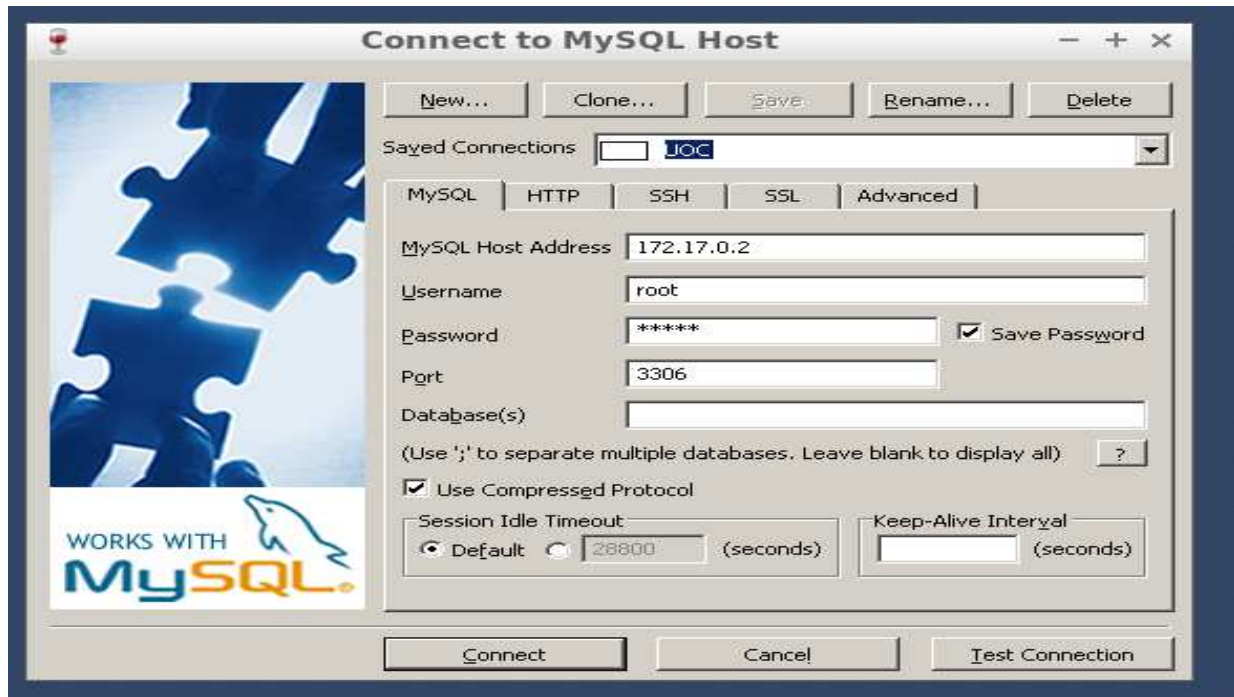 Connect to MySQL Host
New... Clone... Save Rename... Delete
Saved Connections UOC
MySQL HTTP SSH SSL Advanced
MySQL Host Address 172.17.0.2
Username root
Password ***** Save Password
Port 3306
Database(s)
(Use ';' to separate multiple databases. Leave blank to display all) ?
Use Compressed Protocol
Session Idle Timeout Keep-Alive Interval
Default 28800 (seconds) (seconds)
WORKS WITH
MySQL®
Connect Cancel Test Connection